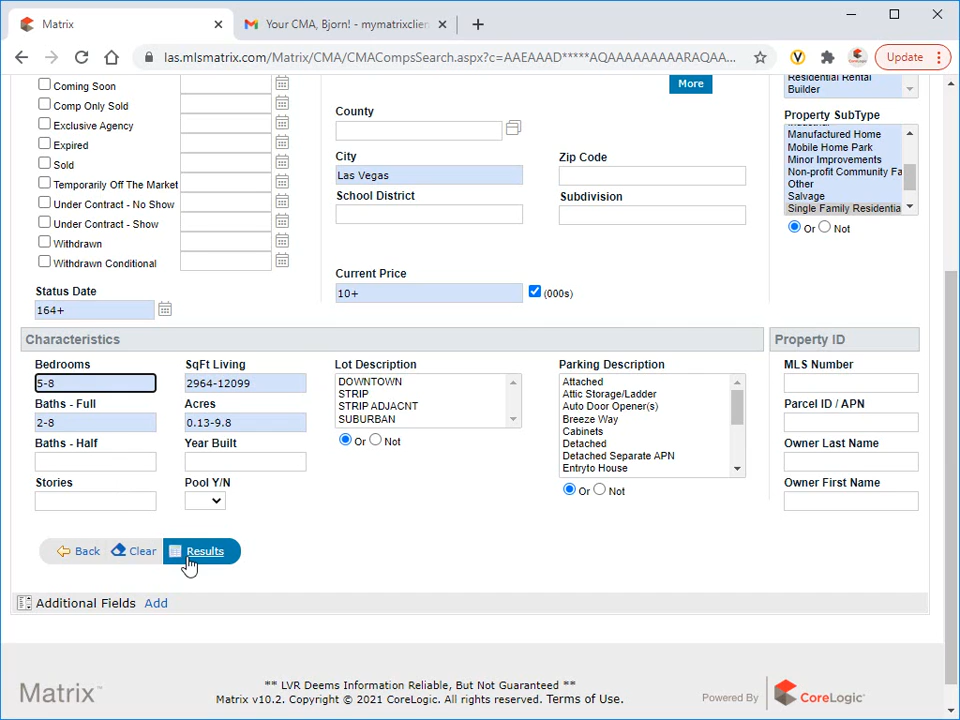 Matrix
Your CMA, Bjorn! - mymatrixclien
las.mlsmatrix.com/Matrix/CMA/CMACompsSearch.aspx?c=AAEAAAD*****AQAAAAAAAAARAQAA...
Update
Coming Soon
Comp Only Sold
Exclusive Agency
Expired
Sold
Temporarily Off The Market
Under Contract - No Show
Under Contract - Show
Withdrawn
Withdrawn Conditional
Status Date
164+
More
County
City
Las Vegas
School District
Zip Code
Subdivision
Current Price
10+
(000s)
Residential Rental
Builder
Property SubType
Manufactured Home
Mobile Home Park
Minor Improvements
Non-profit Community Fa
Other
Salvage
Single Family Residentia
Or Not
Characteristics
Property ID
Bedrooms
5-8
Baths - Full
2-8
Baths - Half
Stories
SqFt Living
2964-12099
Acres
0.13-9.8
Year Built
Pool Y/N
Lot Description
DOWNTOWN
STRIP
STRIP ADJACNT
SUBURBAN
Or Not
Parking Description
Attached
Attic Storage/Ladder
Auto Door Opener(s)
Breeze Way
Cabinets
Detached
Detached Separate APN
Entryto House
Or Not
MLS Number
Parcel ID / APN
Owner Last Name
Owner First Name
Back Clear Results
Additional Fields Add
Matrix™
** LVR Deems Information Reliable, But Not Guaranteed **
Matrix v10.2. Copyright © 2021 CoreLogic. All rights reserved. Terms of Use.
Powered By
CoreLogic